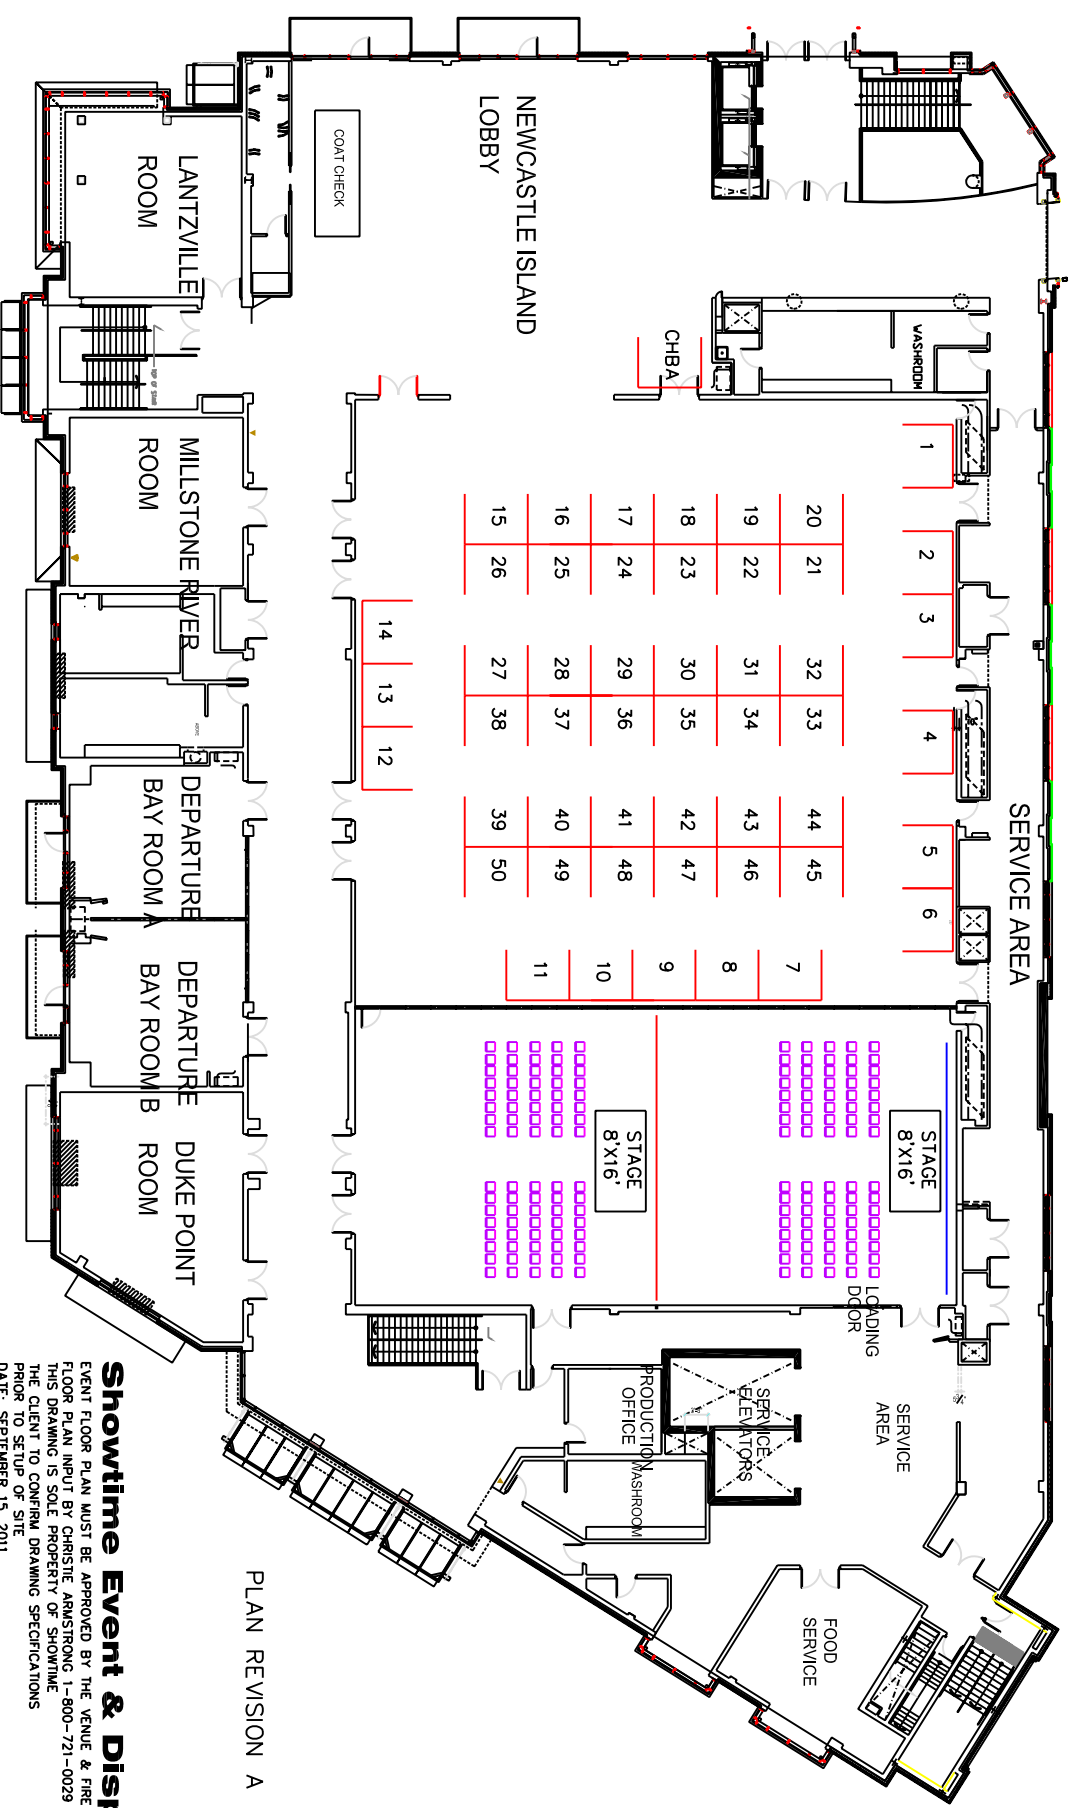 NEWCASTLE ISLAND
LOBBY
COAT CHECK
LANTZVILLE
ROOM
WASHROOM
CHBA
MILLSTONE RIVER
ROOM
SERVICE AREA
1
2
3
4
5
6
20
19
18
17
16
15
21
22
23
24
25
26
32
31
30
29
28
27
33
34
35
36
37
38
44
43
42
41
40
39
45
46
47
48
49
50
14
13
12
7
8
9
10
11
DEPARTURE
BAY ROOM A
DEPARTURE
BAY ROOM B
DUKE POINT
ROOM
STAGE
8'X16'
STAGE
8'X16'
LOADING
DOOR
SERVICE
AREA
SERVICE
ELEVATORS
PRODUCTION
OFFICE
WASHROOM
FOOD
SERVICE
PLAN REVISION A
Showtime Event & Disp
EVENT FLOOR PLAN MUST BE APPROVED BY THE VENUE & FIRE
FLOOR PLAN INPUT BY CHRISTIE ARMSTRONG 1-800-721-0029
THIS DRAWING IS SOLE PROPERTY OF SHOWTIME
THE CLIENT TO CONFIRM DRAWING SPECIFICATIONS
PRIOR TO SETUP OF SITE.
DATE: SEPTEMBER 15, 2011